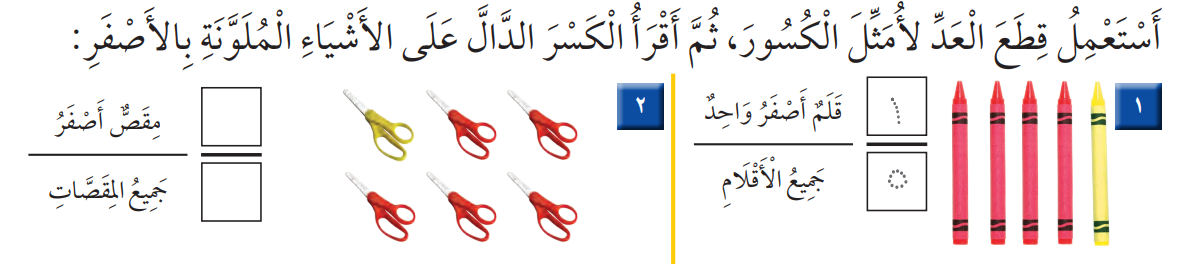 أَسْتَعْمِلُ قِطَعَ الْعَدِّ لأُمَثِّلَ الْكُسُورَ، ثُمَّ أَقْرَأُ الْكَسْرَ الدَّالَّ عَلَى الأَشْيَاءِ الْمُلَوَّنَةِ بِالأَصْفَرِ:
١
١
قَلَمٌ أَصْفَرُ وَاحِدٌ
٥
جَمِيعُ الْأَقْلَامِ
٢
مِقَصٌّ أَصْفَرُ
جَمِيعُ المِقَصَّاتِ